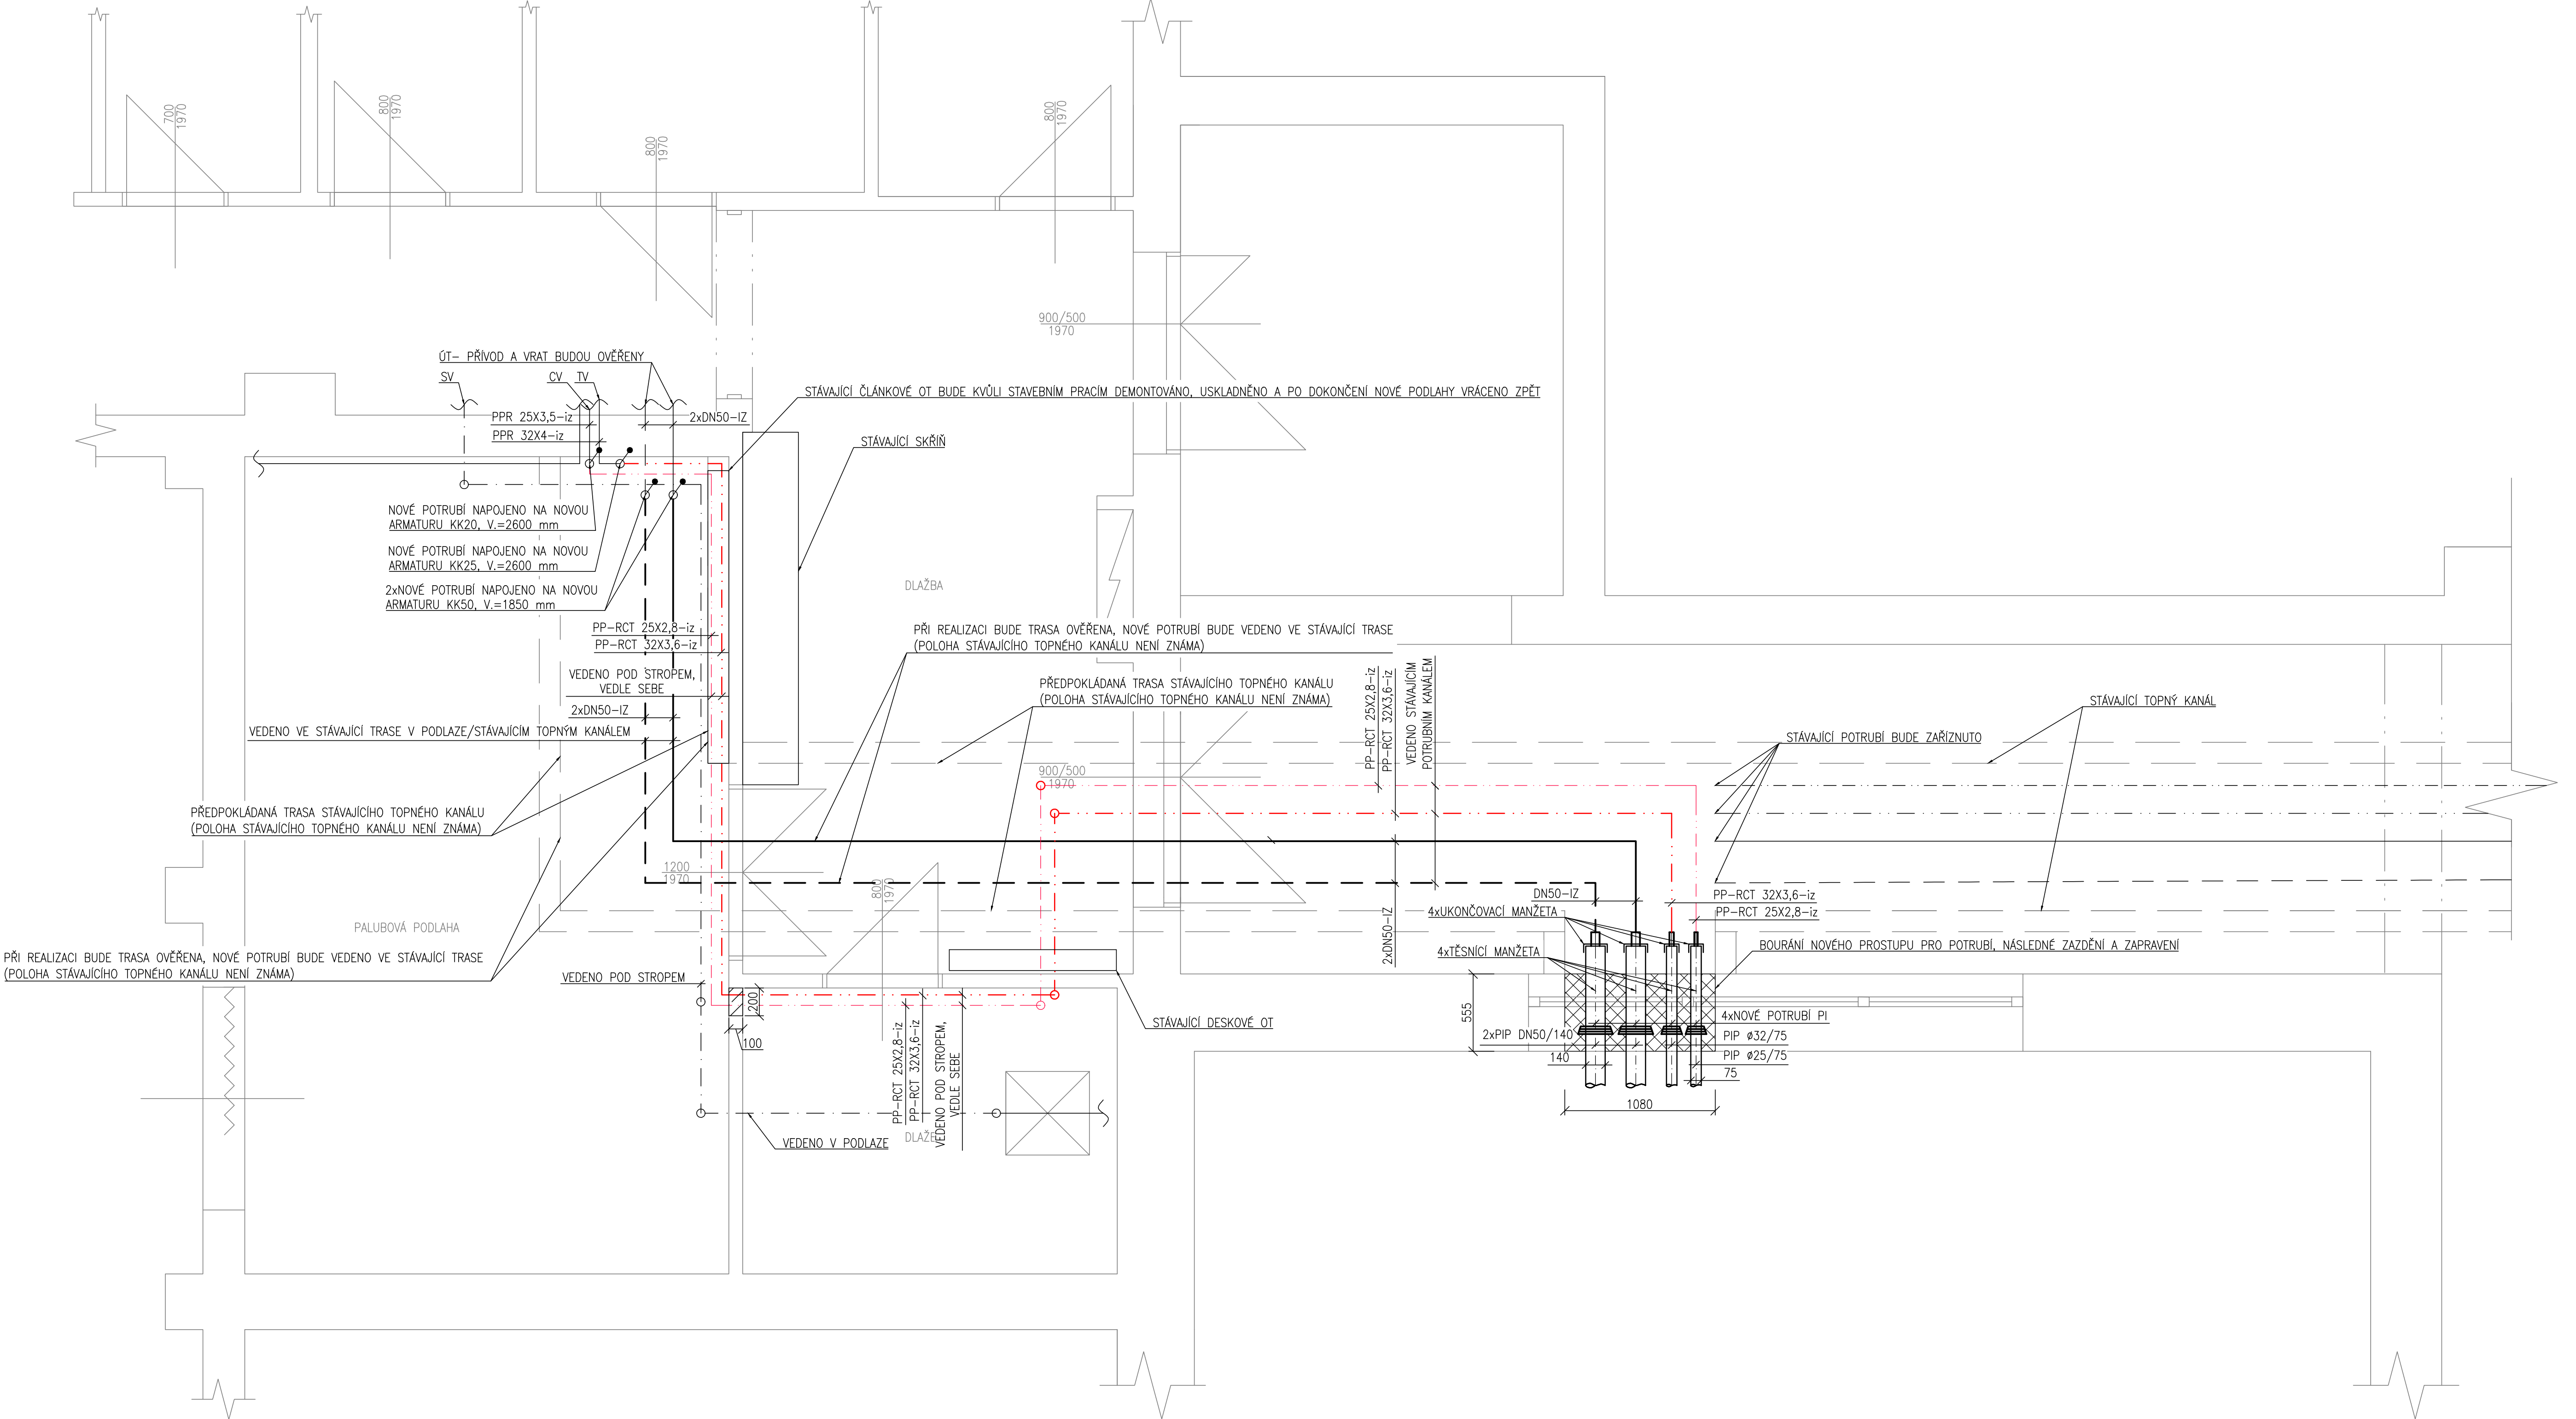 700
1970
800
1970
800
1970
800
1970
900/500
1970
ÚT- PŘÍVOD A VRAT BUDOU OVĚŘENY
SV
CV
TV
STÁVAJÍCÍ ČLÁNKOVÉ OT BUDE KVŮLI STAVEBNÍM PRACÍM DEMONTOVÁNO, USKLADNĚNO A PO DOKONČENÍ NOVÉ PODLAHY VRÁCENO ZPĚT
PPR 25X3,5-iz
2xDN50-IZ
PPR 32X4-iz
STÁVAJÍCÍ SKŘÍŇ
NOVÉ POTRUBÍ NAPOJENO NA NOVOU
ARMATURU KK20, V.=2600 mm
NOVÉ POTRUBÍ NAPOJENO NA NOVOU
ARMATURU KK25, V.=2600 mm
2xNOVÉ POTRUBÍ NAPOJENO NA NOVOU
ARMATURU KK50, V.=1850 mm
DLAŽBA
PP-RCT 25X2,8-iz
PP-RCT 32X3,6-iz
PŘI REALIZACI BUDE TRASA OVĚŘENA, NOVÉ POTRUBÍ BUDE VEDENO VE STÁVAJÍCÍ TRASE
(POLOHA STÁVAJÍCÍHO TOPNÉHO KANÁLU NENÍ ZNÁMA)
VEDENO POD STROPEM,
VEDLE SEBE
PŘEDPOKLÁDANÁ TRASA STÁVAJÍCÍHO TOPNÉHO KANÁLU
(POLOHA STÁVAJÍCÍHO TOPNÉHO KANÁLU NENÍ ZNÁMA)
PP-RCT 25X2,8-iz
PP-RCT 32X3,6-iz
VEDENO STÁVAJÍCÍM
POTRUBNÍM KANÁLEM
STÁVAJÍCÍ TOPNÝ KANÁL
2xDN50-IZ
VEDENO VE STÁVAJÍCÍ TRASE V PODLAZE/STÁVAJÍCÍM TOPNÝM KANÁLEM
STÁVAJÍCÍ POTRUBÍ BUDE ZAŘÍZNUTO
900/500
1970
PŘEDPOKLÁDANÁ TRASA STÁVAJÍCÍHO TOPNÉHO KANÁLU
(POLOHA STÁVAJÍCÍHO TOPNÉHO KANÁLU NENÍ ZNÁMA)
1200
1970
800
1970
DN50-IZ
PP-RCT 32X3,6-iz
4xUKONČOVACÍ MANŽETA
PP-RCT 25X2,8-iz
PALUBOVÁ PODLAHA
2xDN50-IZ
4xTĚSNÍCÍ MANŽETA
BOURÁNÍ NOVÉHO PROSTUPU PRO POTRUBÍ, NÁSLEDNÉ ZAZDĚNÍ A ZAPRAVENÍ
PŘI REALIZACI BUDE TRASA OVĚŘENA, NOVÉ POTRUBÍ BUDE VEDENO VE STÁVAJÍCÍ TRASE
(POLOHA STÁVAJÍCÍHO TOPNÉHO KANÁLU NENÍ ZNÁMA)
VEDENO POD STROPEM
200
100
555
STÁVAJÍCÍ DESKOVÉ OT
4xNOVÉ POTRUBÍ PI
2xPIP DN50/140
PIP ø32/75
140
PIP ø25/75
75
1080
PP-RCT 25X2,8-iz
PP-RCT 32X3,6-iz
VEDENO POD STROPEM,
VEDLE SEBE
VEDENO V PODLAZE